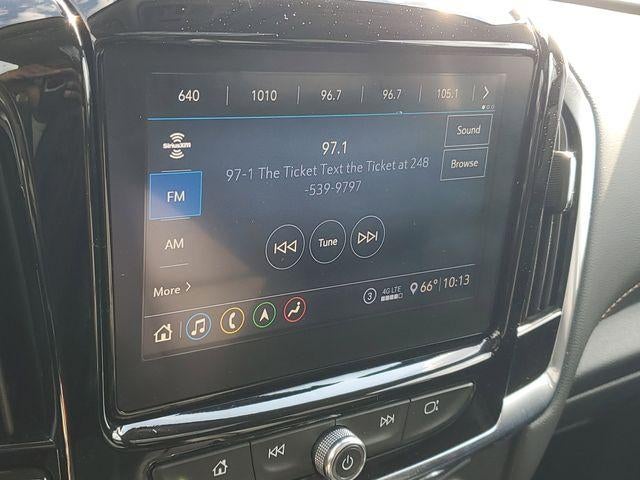 640 1010 96.7 96.7 105.1
SiriusXM
97.1
Sound
97-1 The Ticket Text the Ticket at 248
-539-9797
Browse
FM
AM
Tune
More
3 4G LTE 66° 10:13